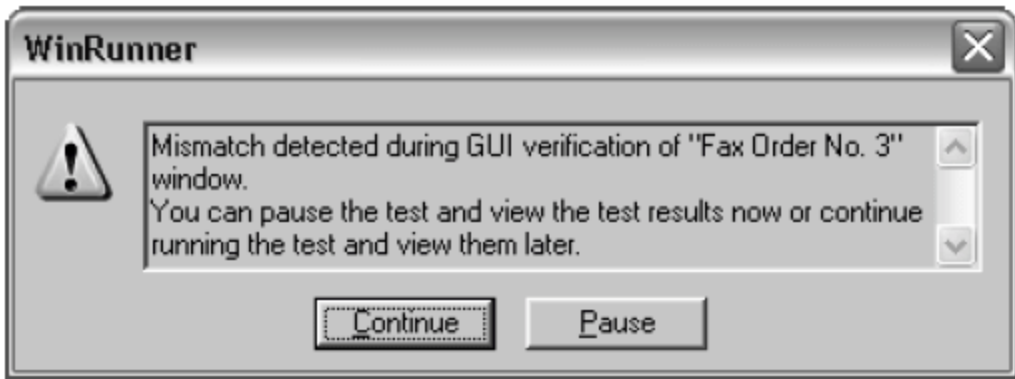 WinRunner
Mismatch detected during GUI verification of "Fax Order No. 3"
window.
You can pause the test and view the test results now or continue
running the test and view them later.
Continue
Pause